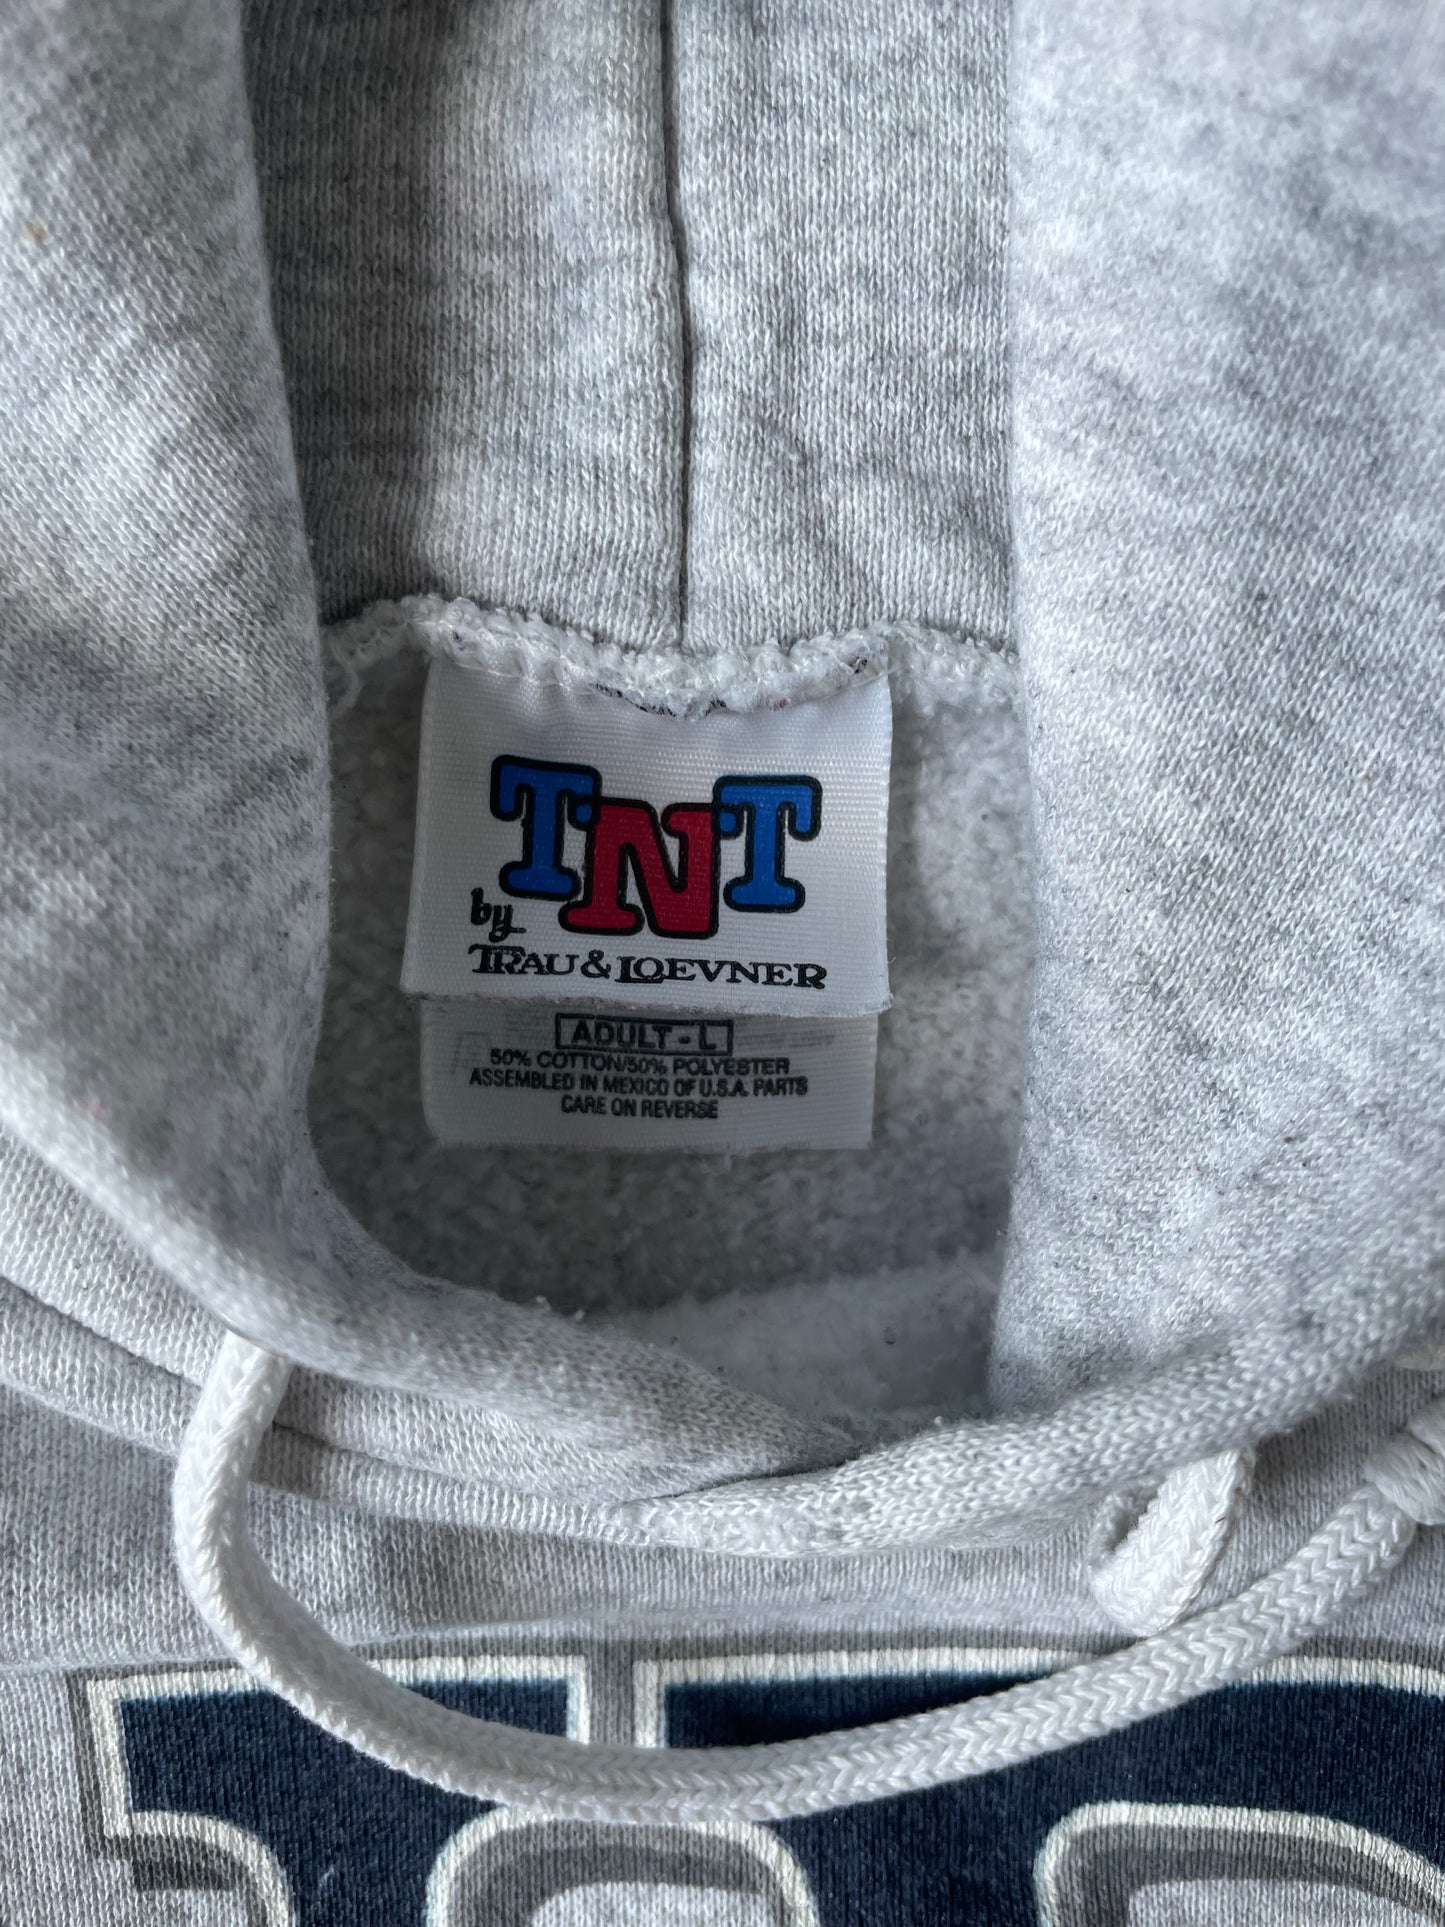 TNT
by
TRAU & LOEVNER
ADULT - L
50% COTTON/50% POLYESTER
ASSEMBLED IN MEXICO OF U.S.A. PARTS
CARE ON REVERSE